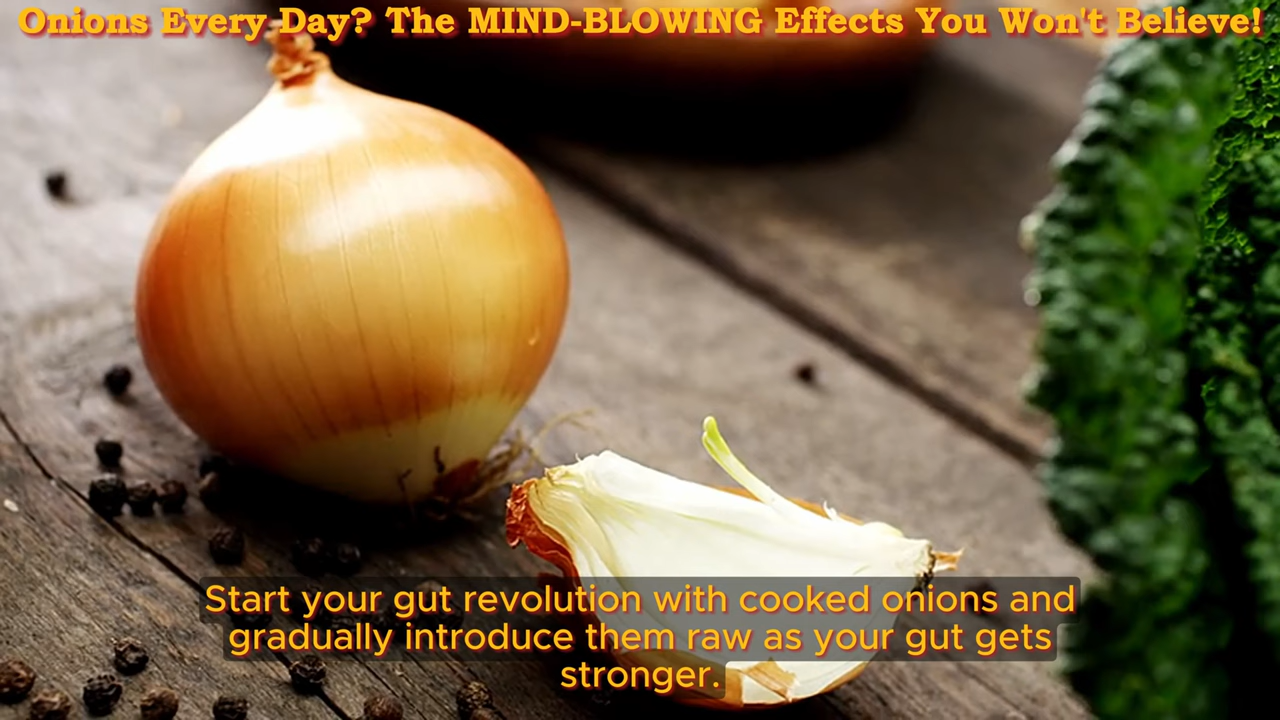 Onions Every Day? The MIND-BLOWING Effects You Won't Believe!
Start your gut revolution with cooked onions and
gradually introduce them raw as your gut gets
stronger.